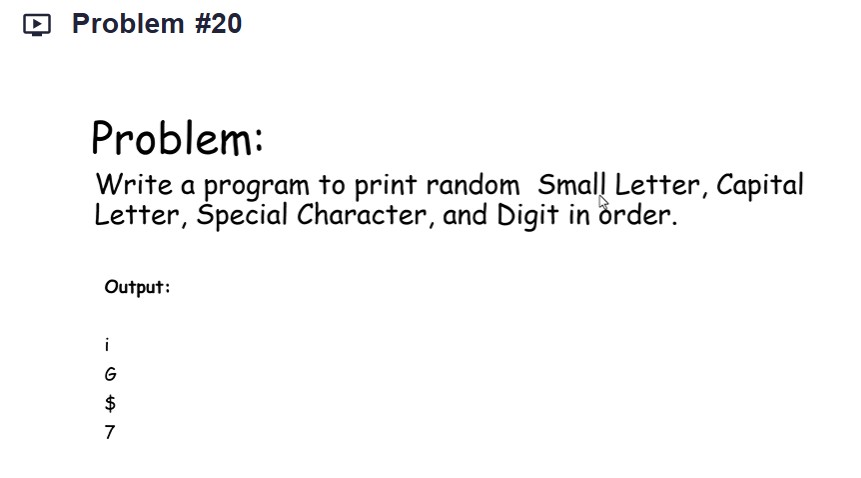 Problem #20
Problem:
Write a program to print random  Small Letter, Capital
Letter, Special Character, and Digit in order.
Output:
i
G
$
7